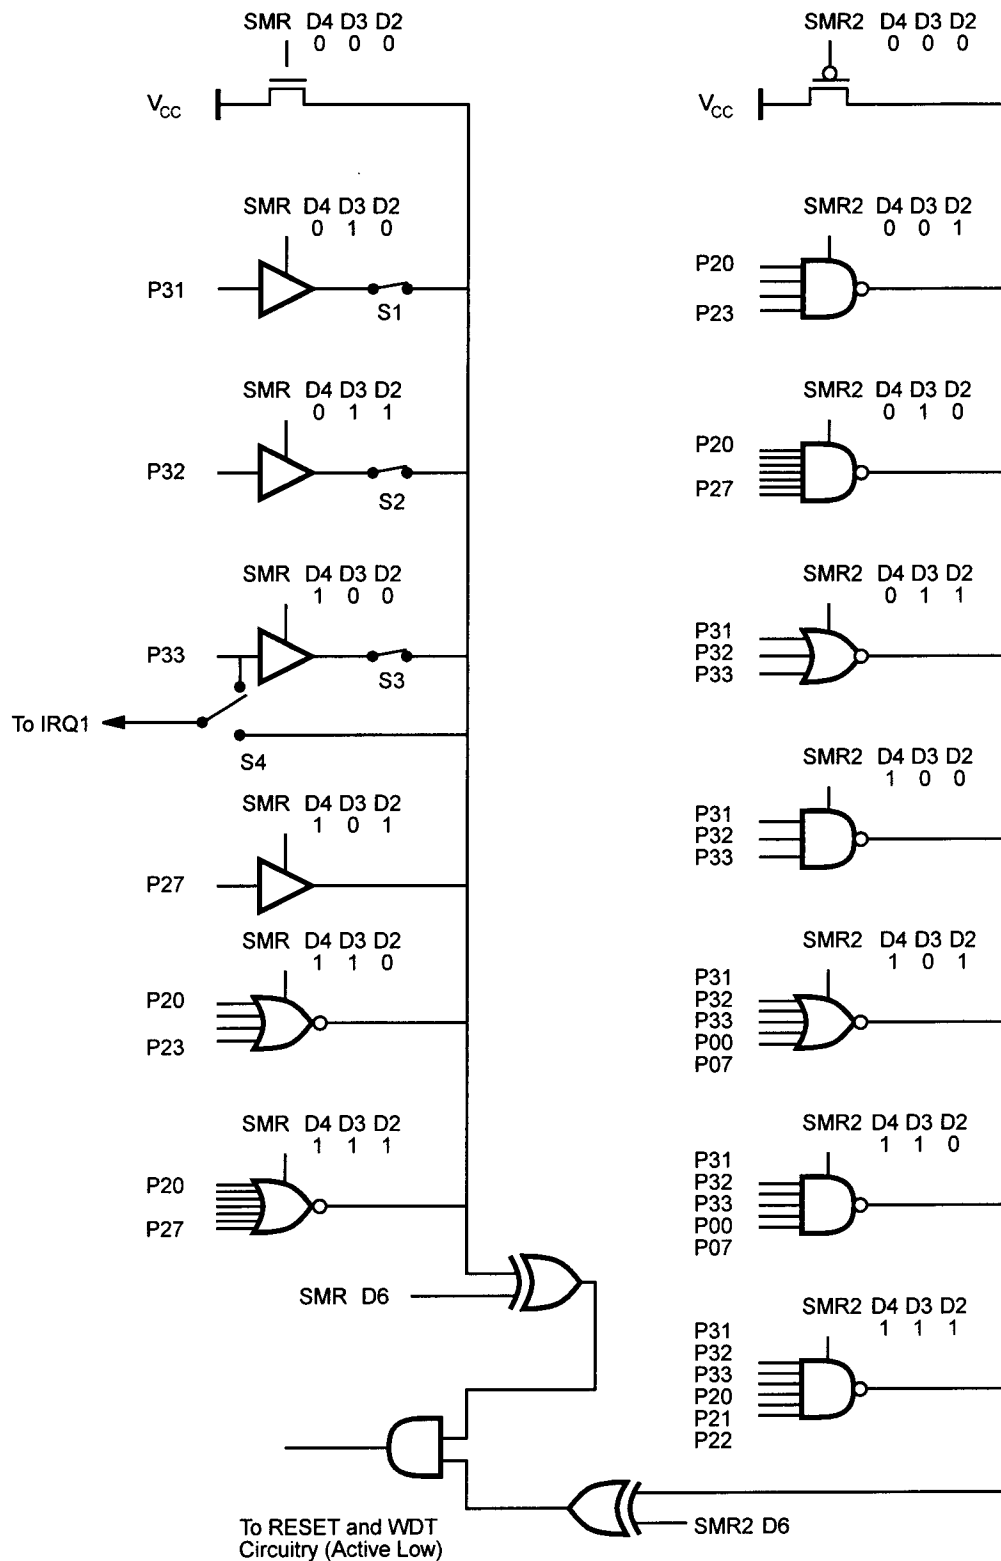 SMR D4 D3 D2
0 0 0
VCC
SMR D4 D3 D2
0 1 0
P31
S1
SMR D4 D3 D2
0 1 1
P32
S2
SMR D4 D3 D2
1 0 0
P33
S3
To IRQ1
S4
SMR D4 D3 D2
1 0 1
P27
SMR D4 D3 D2
1 1 0
P20
P23
SMR D4 D3 D2
1 1 1
P20
P27
SMR D6
To RESET and WDT
Circuitry (Active Low)
SMR2 D4 D3 D2
0 0 0
VCC
SMR2 D4 D3 D2
0 0 1
P20
P23
SMR2 D4 D3 D2
0 1 0
P20
P27
SMR2 D4 D3 D2
0 1 1
P31
P32
P33
SMR2 D4 D3 D2
1 0 0
P31
P32
P33
SMR2 D4 D3 D2
1 0 1
P31
P32
P33
P00
P07
SMR2 D4 D3 D2
1 1 0
P31
P32
P33
P00
P07
SMR2 D4 D3 D2
1 1 1
P31
P32
P33
P20
P21
P22
SMR2 D6